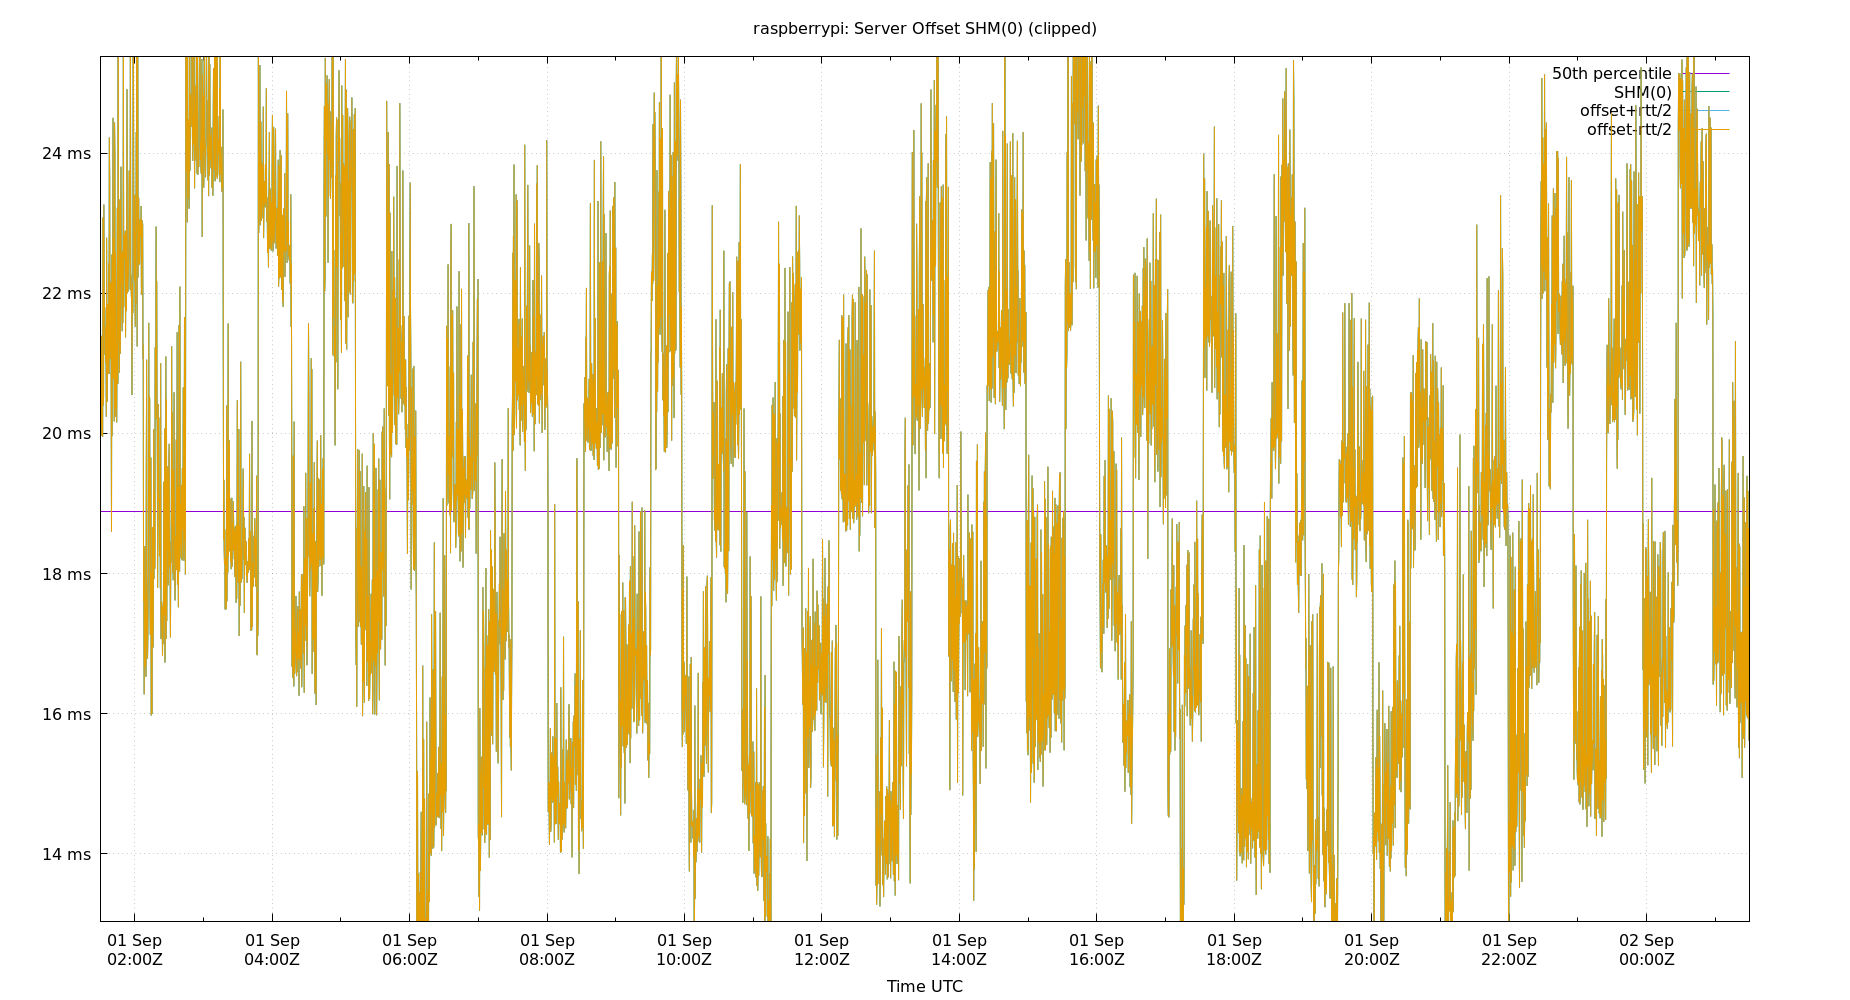 raspberrypi: Server Offset SHM(0) (clipped)
50th percentile
SHM(0)
offset+rtt/2
offset-rtt/2
24 ms
22 ms
20 ms
18 ms
16 ms
14 ms
01 Sep 01 Sep 01 Sep 01 Sep 01 Sep 01 Sep 01 Sep 01 Sep 01 Sep 01 Sep 01 Sep 02 Sep
02:00Z 04:00Z 06:00Z 08:00Z 10:00Z 12:00Z 14:00Z 16:00Z 18:00Z 20:00Z 22:00Z 00:00Z
Time UTC